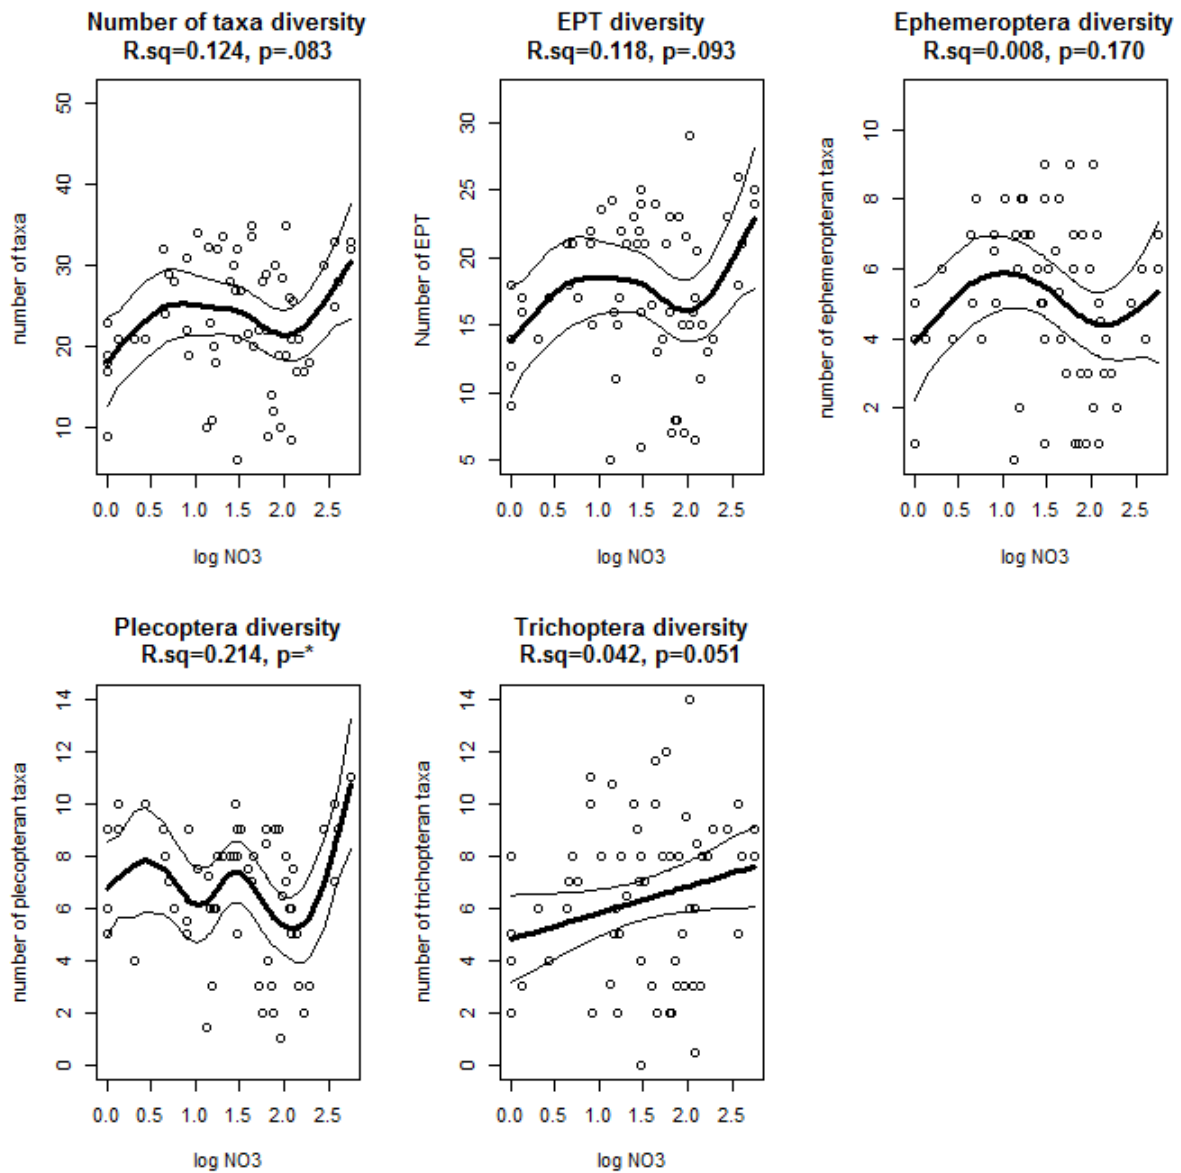 Number of taxa diversity
R.sq=0.124, p=.083
number of taxa
50
40
30
20
10
0.0 0.5 1.0 1.5 2.0 2.5
log NO3
EPT diversity
R.sq=0.118, p=.093
Number of EPT
30
25
20
15
10
5
0.0 0.5 1.0 1.5 2.0 2.5
log NO3
Ephemeroptera diversity
R.sq=0.008, p=0.170
number of ephemeropteran taxa
10
8
6
4
2
0.0 0.5 1.0 1.5 2.0 2.5
log NO3
Plecoptera diversity
R.sq=0.214, p=*
number of plecopteran taxa
14
12
10
8
6
4
2
0
0.0 0.5 1.0 1.5 2.0 2.5
log NO3
Trichoptera diversity
R.sq=0.042, p=0.051
number of trichopteran taxa
14
12
10
8
6
4
2
0
0.0 0.5 1.0 1.5 2.0 2.5
log NO3